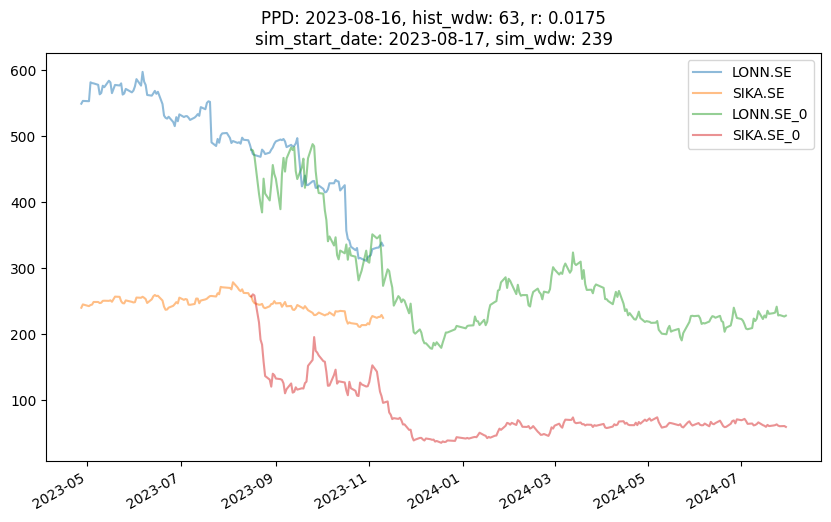 PPD: 2023-08-16, hist_wdw: 63, r: 0.0175
sim_start_date: 2023-08-17, sim_wdw: 239
LONN.SE
SIKA.SE
LONN.SE_0
SIKA.SE_0
600
500
400
300
200
100
2023-05
2023-07
2023-09
2023-11
2024-01
2024-03
2024-05
2024-07